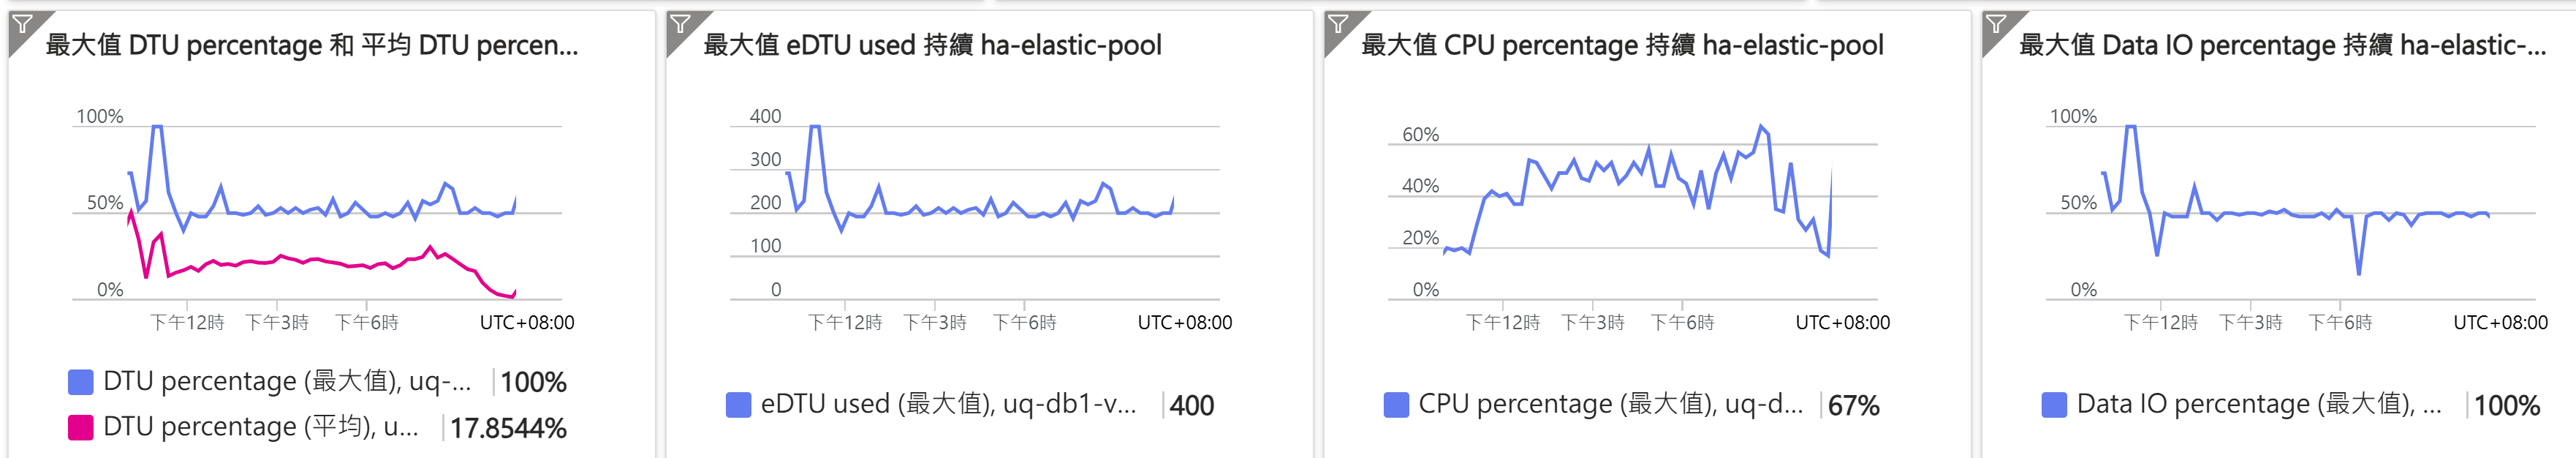 最大值 DTU percentage 和 平均 DTU percen...
100%
50%
0%
下午12時 下午3時 下午6時 UTC+08:00
DTU percentage (最大值), uq-... 100%
DTU percentage (平均), u... 17.8544%
最大值 eDTU used 持續 ha-elastic-pool
400
300
200
100
0
下午12時 下午3時 下午6時 UTC+08:00
eDTU used (最大值), uq-db1-v... 400
最大值 CPU percentage 持續 ha-elastic-pool
60%
40%
20%
0%
下午12時 下午3時 下午6時 UTC+08:00
CPU percentage (最大值), uq-d... 67%
最大值 Data IO percentage 持續 ha-elastic-...
100%
50%
0%
下午12時 下午3時 下午6時 UTC+08:00
Data IO percentage (最大值), ... 100%